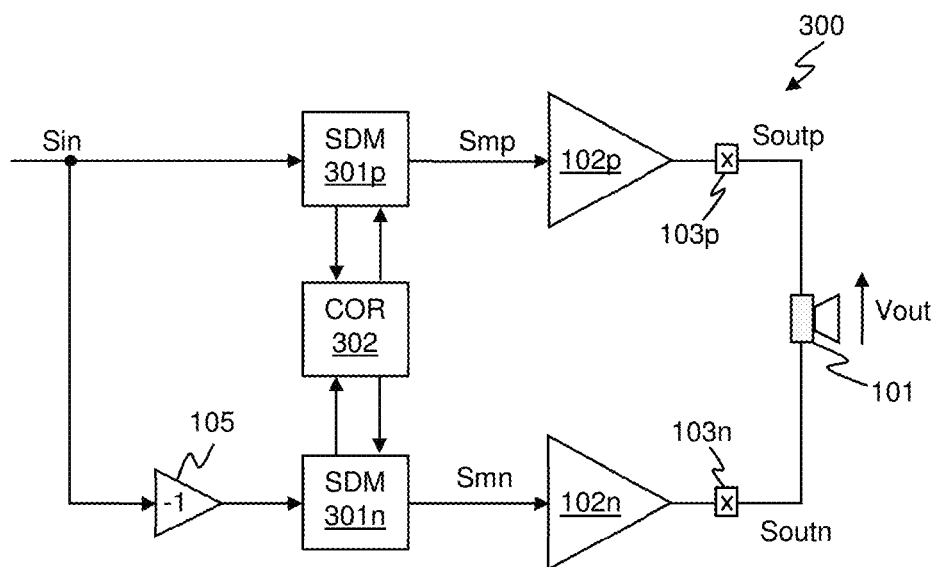 300
Sin
SDM
301p
Smp
102p
x
Soutp
103p
COR
302
Vout
101
105
-1
SDM
301n
Smn
102n
103n
x
Soutn